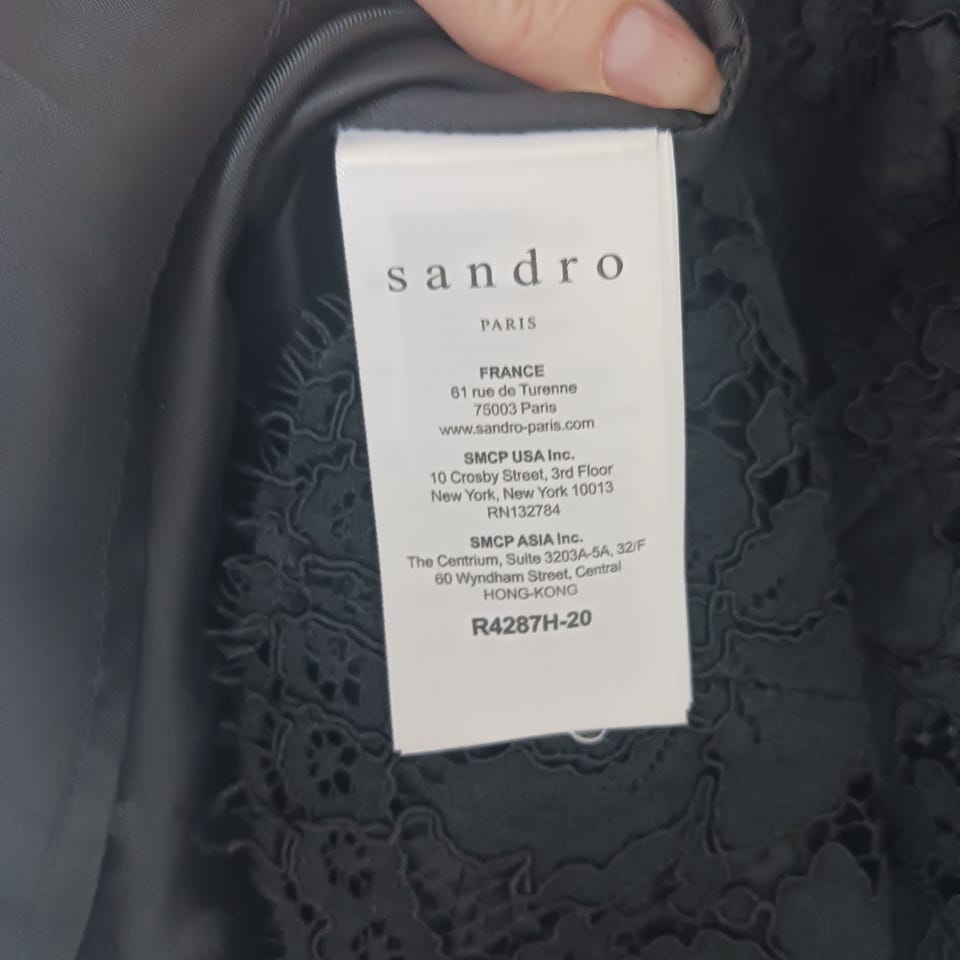 sandro
PARIS
FRANCE
61 rue de Turenne
75003 Paris
www.sandro-paris.com
SMCP USA Inc.
10 Crosby Street, 3rd Floor
New York, New York 10013
RN132784
SMCP ASIA Inc.
The Centrium, Suite 3203A-5A, 32/F
60 Wyndham Street, Central
HONG-KONG
R4287H-20